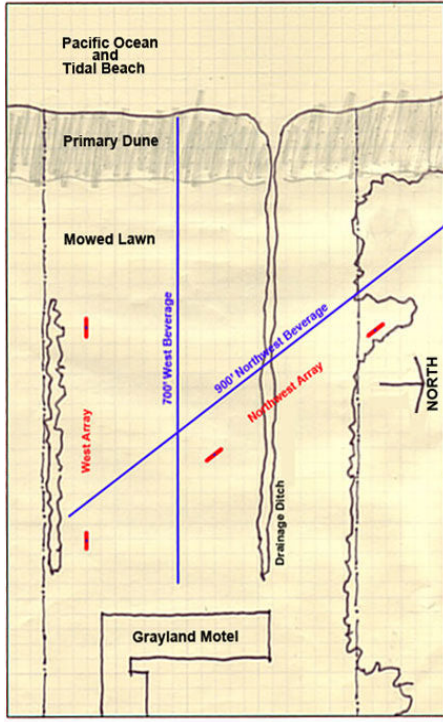 Pacific Ocean
and
Tidal Beach
Primary Dune
Mowed Lawn
700' West Beverage
900' Northwest Beverage
Northwest Array
West Array
NORTH
Drainage Ditch
Grayland Motel